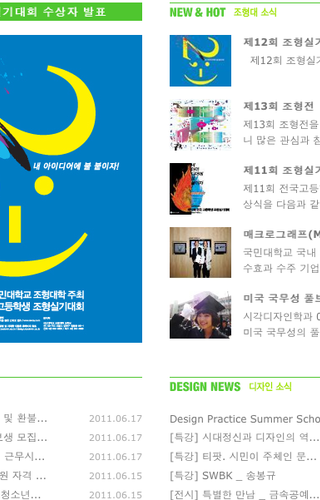 기대회 수상자 발표
내 아이디어에 불 붙이자!
민대학교 조형대학 주최
고등학생 조형실기대회
및 환불... 2011.06.17
생 모집... 2011.06.17
근무시... 2011.06.17
원 자격 ... 2011.06.15
청소년... 2011.06.15
NEW & HOT 조형대 소식
제12회 조형실기
제12회 조형실기
제13회 조형전
제13회 조형전을
니 많은 관심과 참
제11회 조형실기
제11회 전국고등
상식을 다음과 같
매크로그래프(M
국민대학교 국내
수효과 수주 기업
미국 국무성 풀브
시각디자인학과
미국 국무성의 풀
DESIGN NEWS 디자인 소식
Design Practice Summer Scho
[특강] 시대정신과 디자인의 역...
[특강] 티팟, 시민이 주체인 문...
[특강] SWBK _ 송봉규
[전시] 특별한 만남 _ 금속공예...